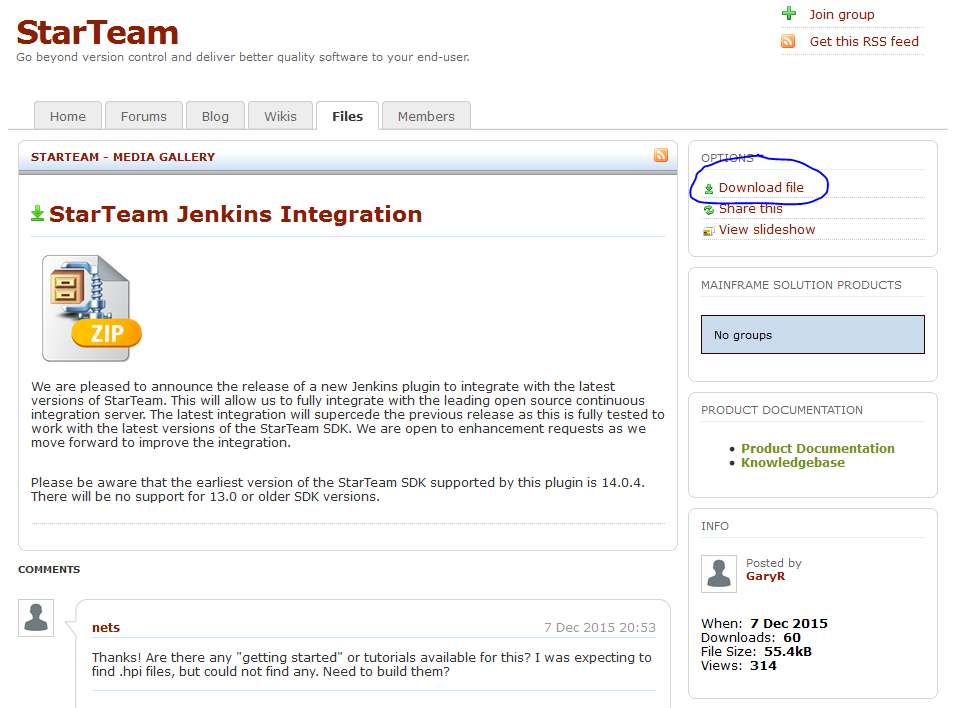 StarTeam
Go beyond version control and deliver better quality software to your end-user.
Join group
Get this RSS feed
Home
Forums
Blog
Wikis
Files
Members
STARTEAM - MEDIA GALLERY
StarTeam Jenkins Integration
ZIP
We are pleased to announce the release of a new Jenkins plugin to integrate with the latest
versions of StarTeam. This will allow us to fully integrate with the leading open source continuous
integration server. The latest integration will supercede the previous release as this is fully tested to
work with the latest versions of the StarTeam SDK. We are open to enhancement requests as we
move forward to improve the integration.
Please be aware that the earliest version of the StarTeam SDK supported by this plugin is 14.0.4.
There will be no support for 13.0 or older SDK versions.
COMMENTS
nets
7 Dec 2015 20:53
Thanks! Are there any "getting started" or tutorials available for this? I was expecting to
find .hpi files, but could not find any. Need to build them?
OPTIONS
Download file
Share this
View slideshow
MAINFRAME SOLUTION PRODUCTS
No groups
PRODUCT DOCUMENTATION
• Product Documentation
• Knowledgebase
INFO
Posted by
GaryR
When: 7 Dec 2015
Downloads: 60
File Size: 55.4kB
Views: 314